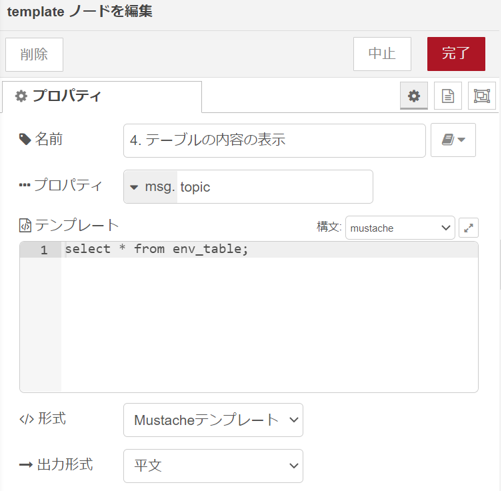 template ノードを編集
削除
中止
完了
プロパティ
名前
4. テーブルの内容の表示
プロパティ
msg. topic
テンプレート
構文: mustache
1 select * from env_table;
形式
Mustacheテンプレート
出力形式
平文